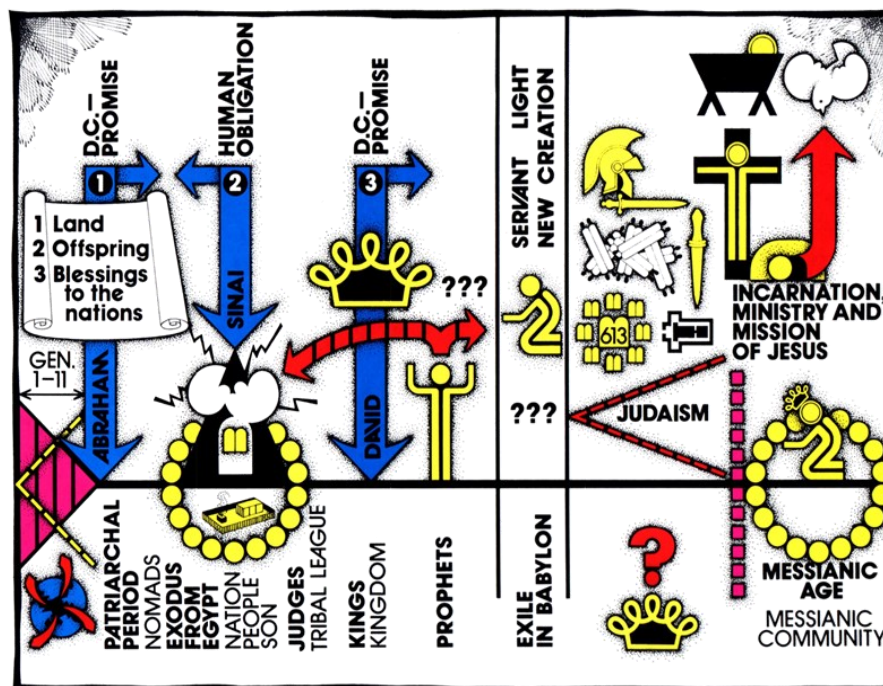 D.C.—
PROMISE
1
1 Land
2 Offspring
3 Blessings
to the
nations
ABRAHAM
GEN.
1–11
HUMAN
OBLIGATION
2
SINAI
D.C.—
PROMISE
3
DAVID
???
SERVANT LIGHT
NEW CREATION
???
613
JUDAISM
INCARNATION,
MINISTRY AND
MISSION
OF JESUS
PATRIARCHAL
PERIOD
NOMADS
EXODUS
FROM
EGYPT
NATION
PEOPLE
SON
JUDGES
TRIBAL LEAGUE
KINGS
KINGDOM
PROPHETS
EXILE
IN BABYLON
?
MESSIANIC
AGE
MESSIANIC
COMMUNITY